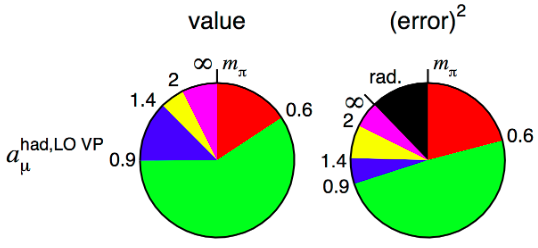 value
(error)²
∞ m_π
0.6
0.9
1.4
2
a_μ^{had,LO VP}
rad. m_π
0.6
0.9
1.4
2
∞